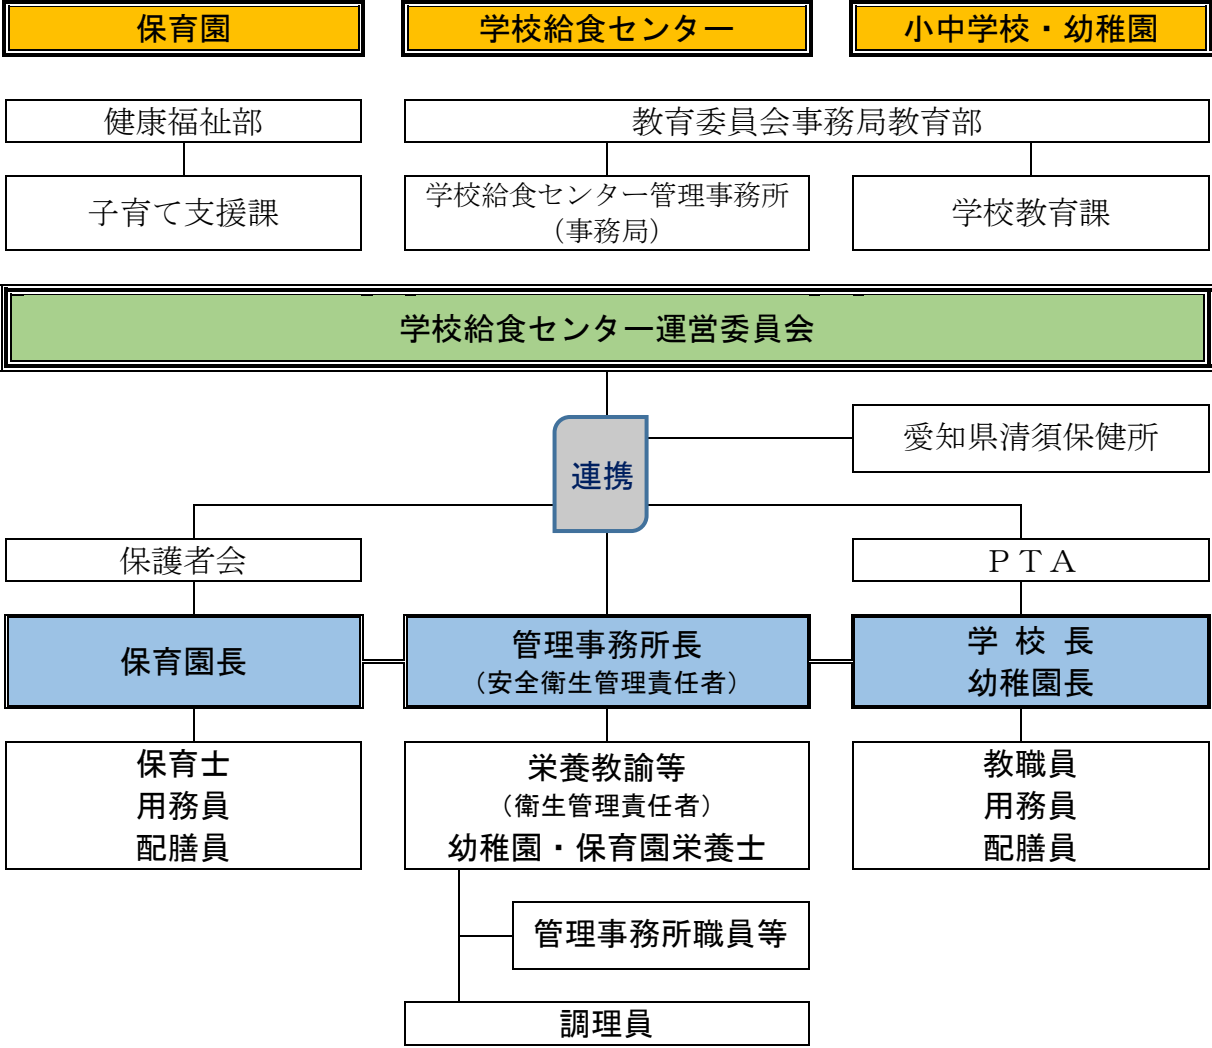 保育園
学校給食センター
小中学校・幼稚園
健康福祉部
教育委員会事務局教育部
子育て支援課
学校給食センター管理事務所
（事務局）
学校教育課
学校給食センター運営委員会
連携
愛知県清須保健所
保護者会
ＰＴＡ
保育園長
管理事務所長
（安全衛生管理責任者）
学 校 長
幼稚園長
保育士
用務員
配膳員
栄養教諭等
（衛生管理責任者）
幼稚園・保育園栄養士
教職員
用務員
配膳員
管理事務所職員等
調理員